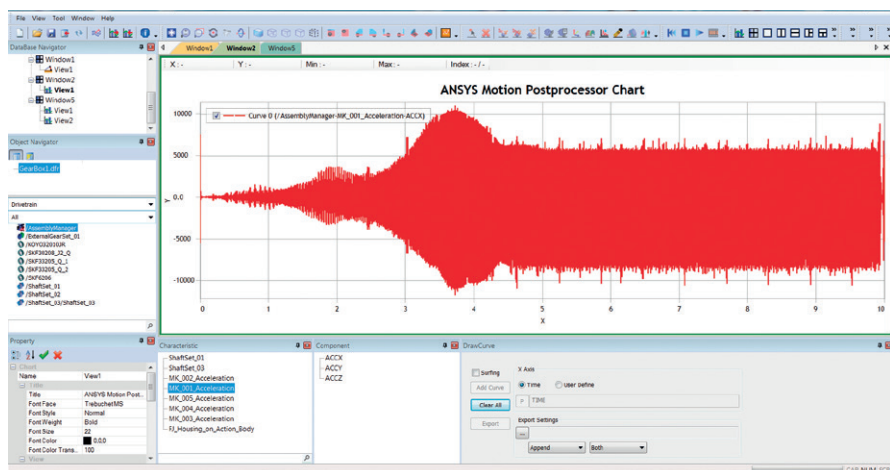 File View Tool Window Help
DataBase Navigator
Window1
View1
Window2
View1
Window5
View1
View2
Object Navigator
GearBox1.dfr
Drivetrain
All
/AssemblyManager
/ExternalGearSet_01
/KOYO32010JR
/SKF30208_J2_Q
/SKF33205_Q_1
/SKF33205_Q_2
/SKF6206
/ShaftSet_01
/ShaftSet_02
/ShaftSet_03/ShaftSet_03
Property
Chart
Name View1
Title
Title ANSYS Motion Post..
Font Face TrebuchetMS
Font Style Normal
Font Weight Bold
Font Size 22
Font Color 0,0,0
Font Color Trans.. 100
View
Window1 Window2 Window5
X : - Y : - Min : - Max : - Index : - / -
ANSYS Motion Postprocessor Chart
Curve 0 (/AssemblyManager-MK_001_Acceleration-ACCX)
10000
5000
Y 0.0
-5000
-10000
0 1 2 3 4 5 6 7 8 9 10
X
Characteristic
ShaftSet_01
ShaftSet_03
MK_002_Acceleration
MK_001_Acceleration
MK_005_Acceleration
MK_004_Acceleration
MK_003_Acceleration
FJ_Housing_on_Action_Body
Component
ACCX
ACCY
ACCZ
DrawCurve
Surfing
Add Curve
Clear All
Export
X Axis
Time User Define
P TIME
Export Settings
...
Append Both